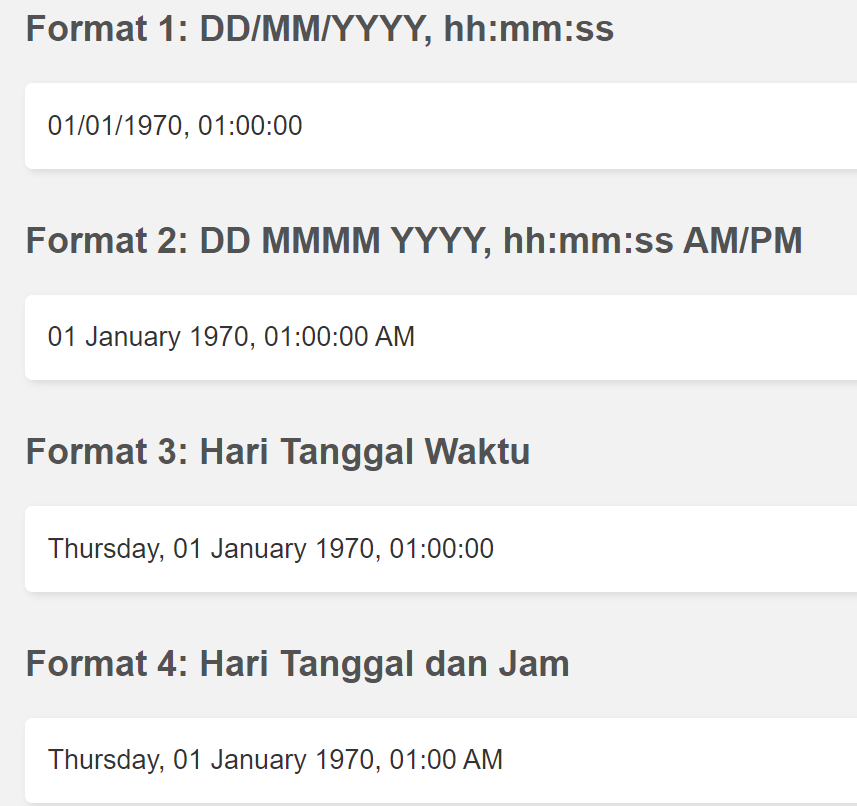 Format 1: DD/MM/YYYY, hh:mm:ss
01/01/1970, 01:00:00
Format 2: DD MMMM YYYY, hh:mm:ss AM/PM
01 January 1970, 01:00:00 AM
Format 3: Hari Tanggal Waktu
Thursday, 01 January 1970, 01:00:00
Format 4: Hari Tanggal dan Jam
Thursday, 01 January 1970, 01:00 AM